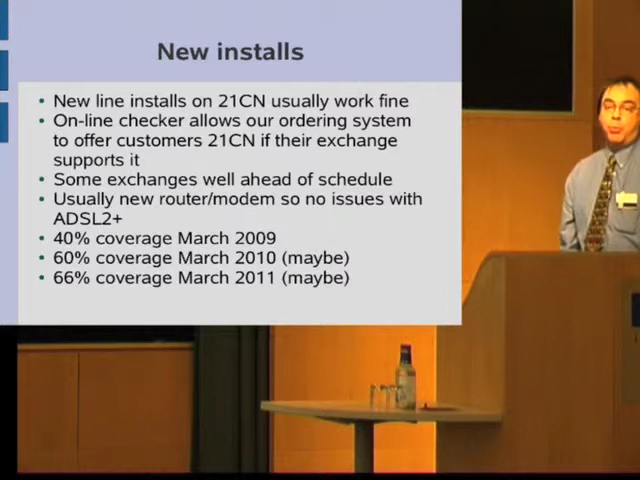 New installs
• New line installs on 21CN usually work fine
• On-line checker allows our ordering system
to offer customers 21CN if their exchange
supports it
• Some exchanges well ahead of schedule
• Usually new router/modem so no issues with
ADSL2+
• 40% coverage March 2009
• 60% coverage March 2010 (maybe)
• 66% coverage March 2011 (maybe)